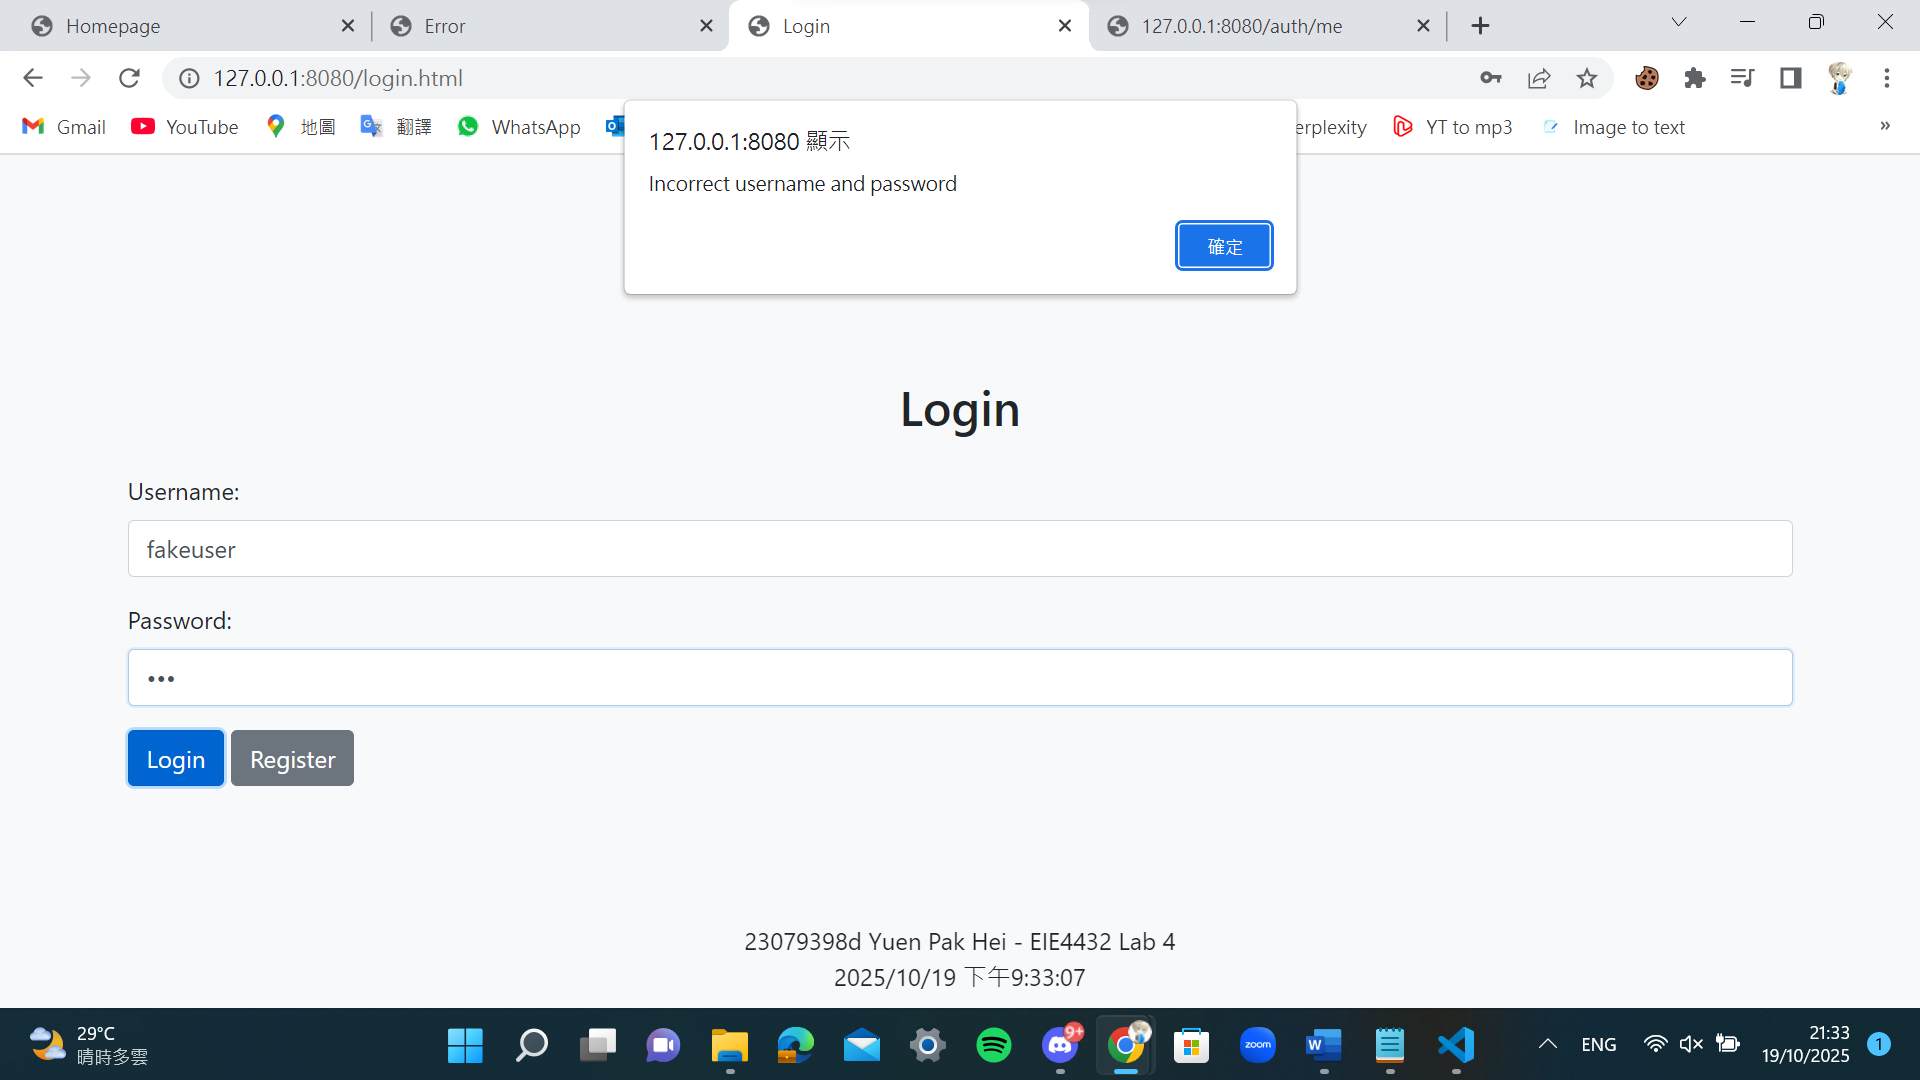 Homepage
Error
Login
127.0.0.1:8080/auth/me
127.0.0.1:8080/login.html
Gmail
YouTube
地圖
翻譯
WhatsApp
erplexity
YT to mp3
Image to text
127.0.0.1:8080 顯示
Incorrect username and password
確定
Login
Username:
fakeuser
Password:
Login
Register
23079398d Yuen Pak Hei - EIE4432 Lab 4
2025/10/19 下午9:33:07
29°C
晴時多雲
9+
zoom
ENG
21:33
19/10/2025
1